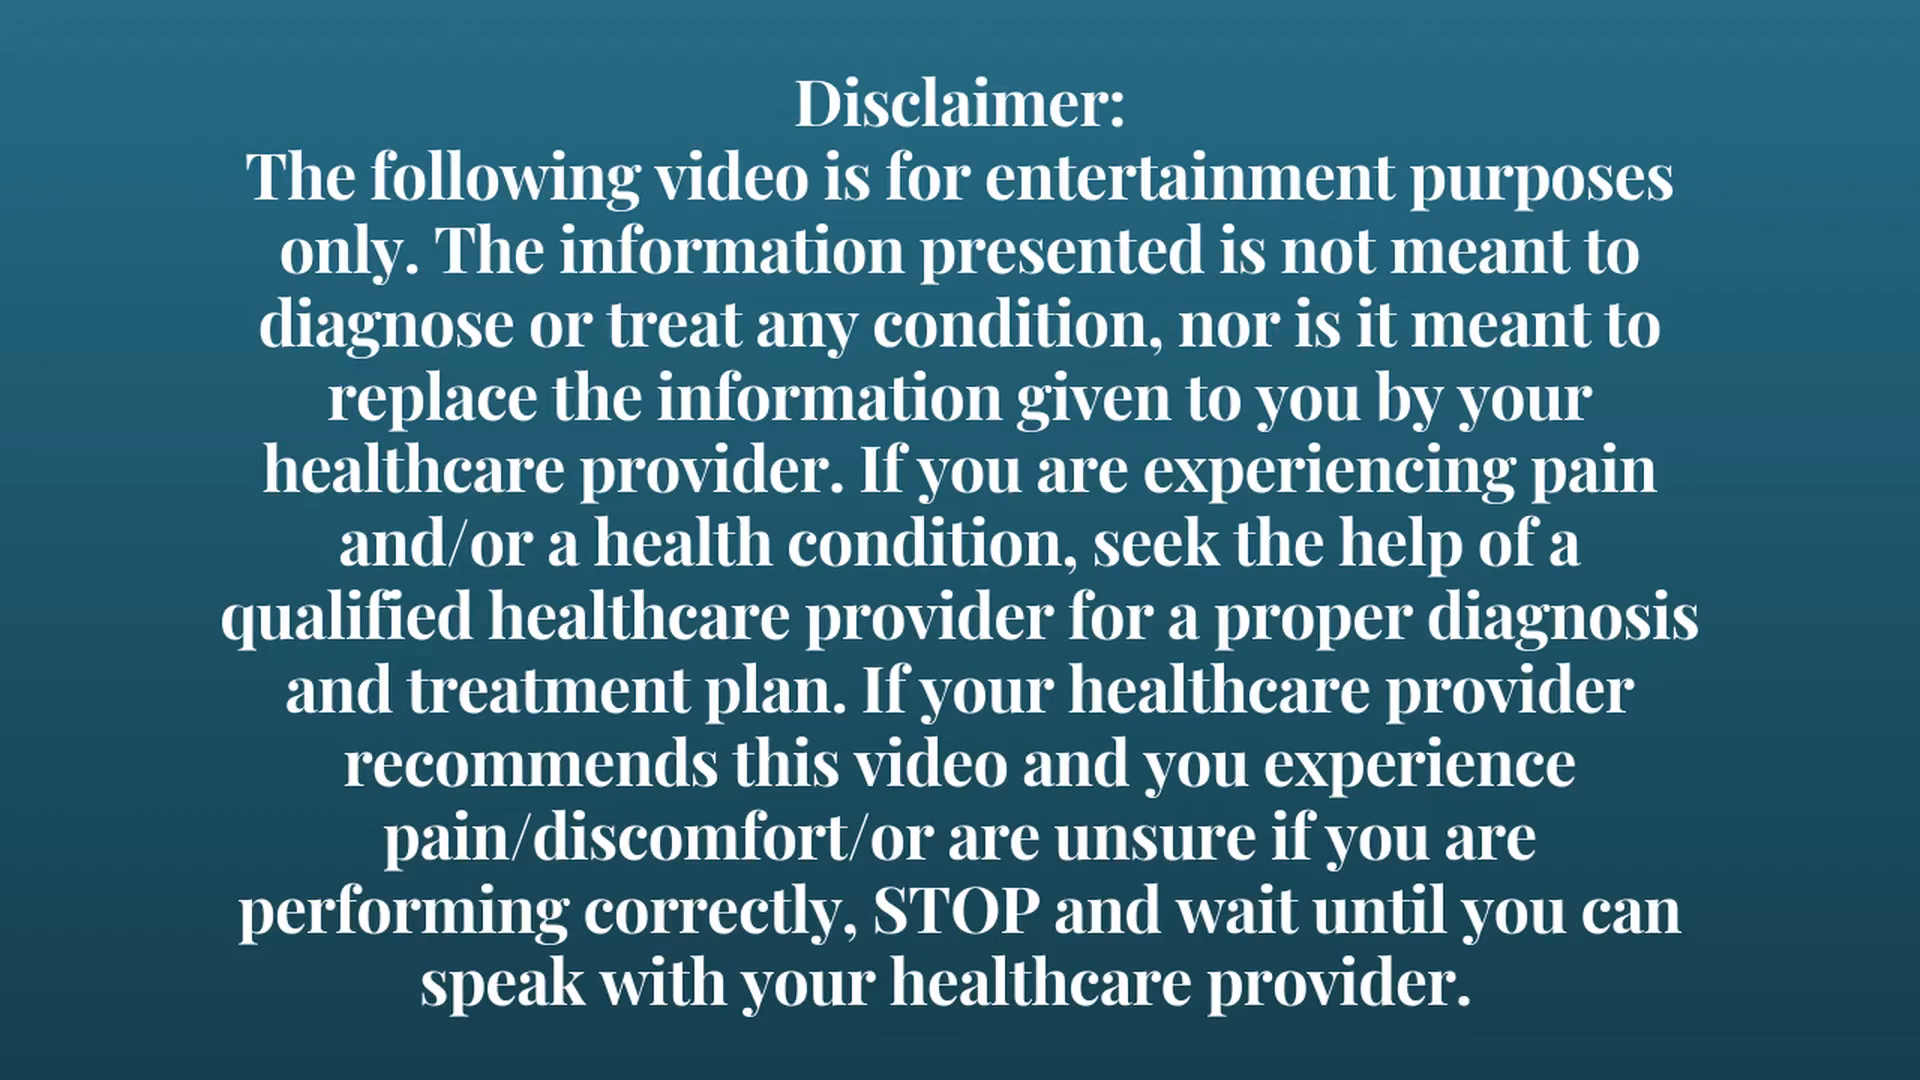 Disclaimer:
The following video is for entertainment purposes
only. The information presented is not meant to
diagnose or treat any condition, nor is it meant to
replace the information given to you by your
healthcare provider. If you are experiencing pain
and/or a health condition, seek the help of a
qualified healthcare provider for a proper diagnosis
and treatment plan. If your healthcare provider
recommends this video and you experience
pain/discomfort/or are unsure if you are
performing correctly, STOP and wait until you can
speak with your healthcare provider.